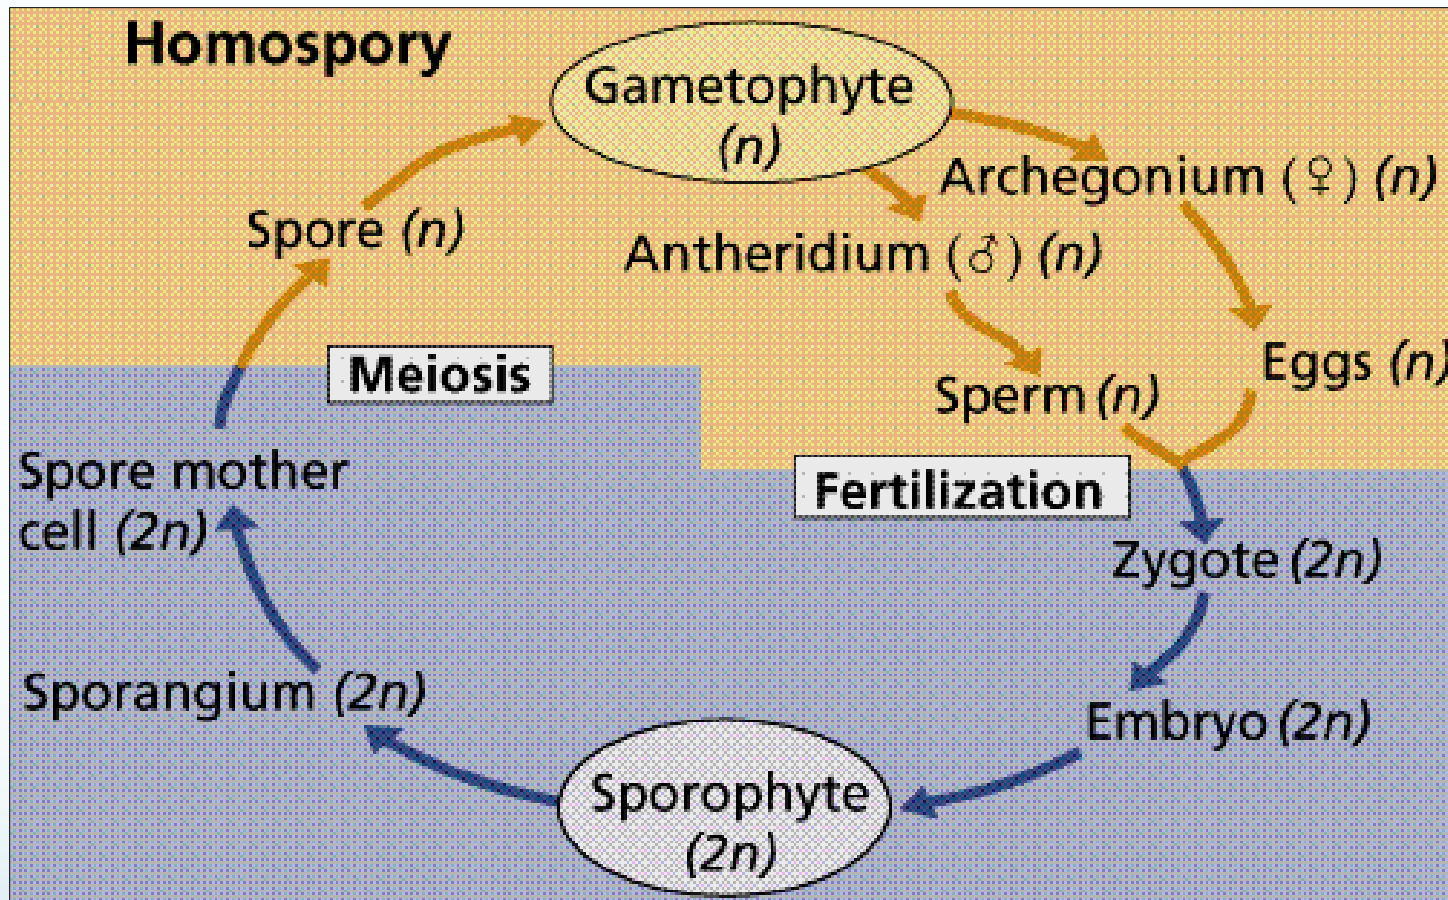 Homospory
Gametophyte
(n)
Archegonium (♀) (n)
Spore (n)
Antheridium (♂) (n)
Eggs (n)
Meiosis
Sperm (n)
Spore mother
cell (2n)
Fertilization
Zygote (2n)
Sporangium (2n)
Embryo (2n)
Sporophyte
(2n)